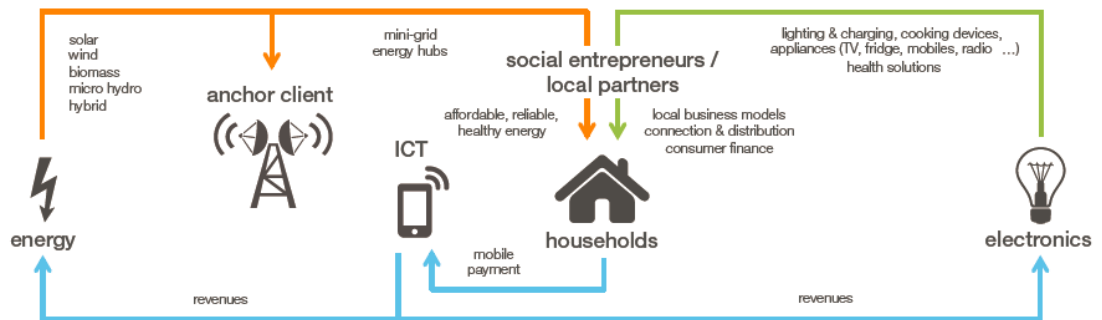 solar
wind
biomass
micro hydro
hybrid
anchor client
mini-grid
energy hubs
social entrepreneurs /
local partners
lighting & charging, cooking devices,
appliances (TV, fridge, mobiles, radio ...)
health solutions
affordable, reliable,
healthy energy
local business models
connection & distribution
consumer finance
ICT
energy
households
electronics
mobile
payment
revenues
revenues